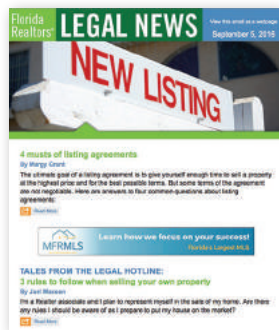 Florida
Realtors®
LEGAL NEWS
View this email as a webpage
September 5, 2016
NEW LISTING
4 musts of listing agreements
By Margy Grant
The ultimate goal of a listing agreement is to give yourself enough time to sell a property
at the highest price and for the best possible terms. But some terms of the agreement
are not negotiable. Here are answers to four common questions about listing
agreements:
Read More
MFRMLS
Learn how we focus on your success!
Florida's Largest MLS
TALES FROM THE LEGAL HOTLINE:
3 rules to follow when selling your own property
By Joel Maxson
I'm a Realtor associate and I plan to represent myself in the sale of my home. Are there
any rules I should be aware of as I prepare to put my house on the market?
Read More